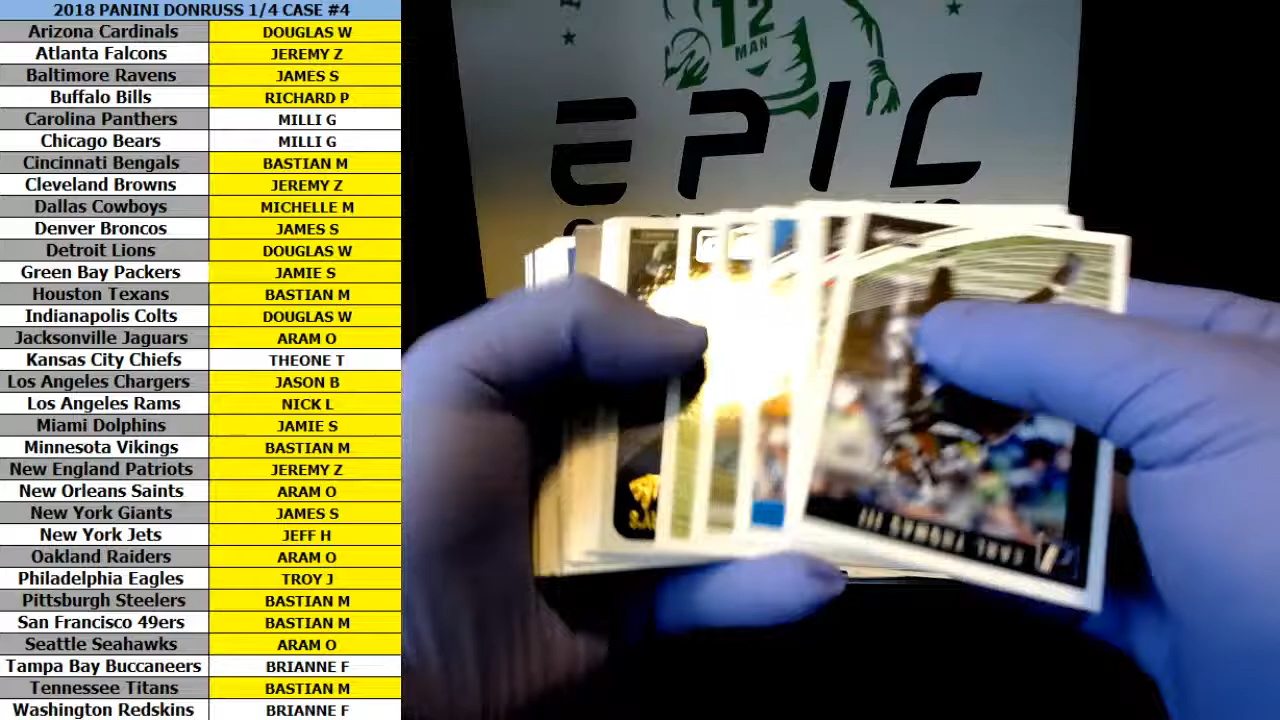 2018 PANINI DONRUSS 1/4 CASE #4
Arizona Cardinals DOUGLAS W
Atlanta Falcons JEREMY Z
Baltimore Ravens JAMES S
Buffalo Bills RICHARD P
Carolina Panthers MILLI G
Chicago Bears MILLI G
Cincinnati Bengals BASTIAN M
Cleveland Browns JEREMY Z
Dallas Cowboys MICHELLE M
Denver Broncos JAMES S
Detroit Lions DOUGLAS W
Green Bay Packers JAMIE S
Houston Texans BASTIAN M
Indianapolis Colts DOUGLAS W
Jacksonville Jaguars ARAM O
Kansas City Chiefs THEONE T
Los Angeles Chargers JASON B
Los Angeles Rams NICK L
Miami Dolphins JAMIE S
Minnesota Vikings BASTIAN M
New England Patriots JEREMY Z
New Orleans Saints ARAM O
New York Giants JAMES S
New York Jets JEFF H
Oakland Raiders ARAM O
Philadelphia Eagles TROY J
Pittsburgh Steelers BASTIAN M
San Francisco 49ers BASTIAN M
Seattle Seahawks ARAM O
Tampa Bay Buccaneers BRIANNE F
Tennessee Titans BASTIAN M
Washington Redskins BRIANNE F
12
MAN
EPIC
EARL THOMAS III